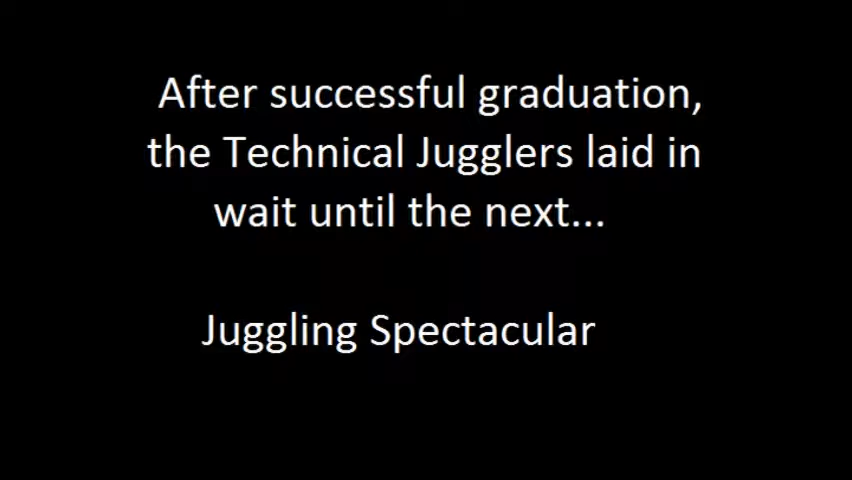 After successful graduation,
the Technical Jugglers laid in
wait until the next...
Juggling Spectacular